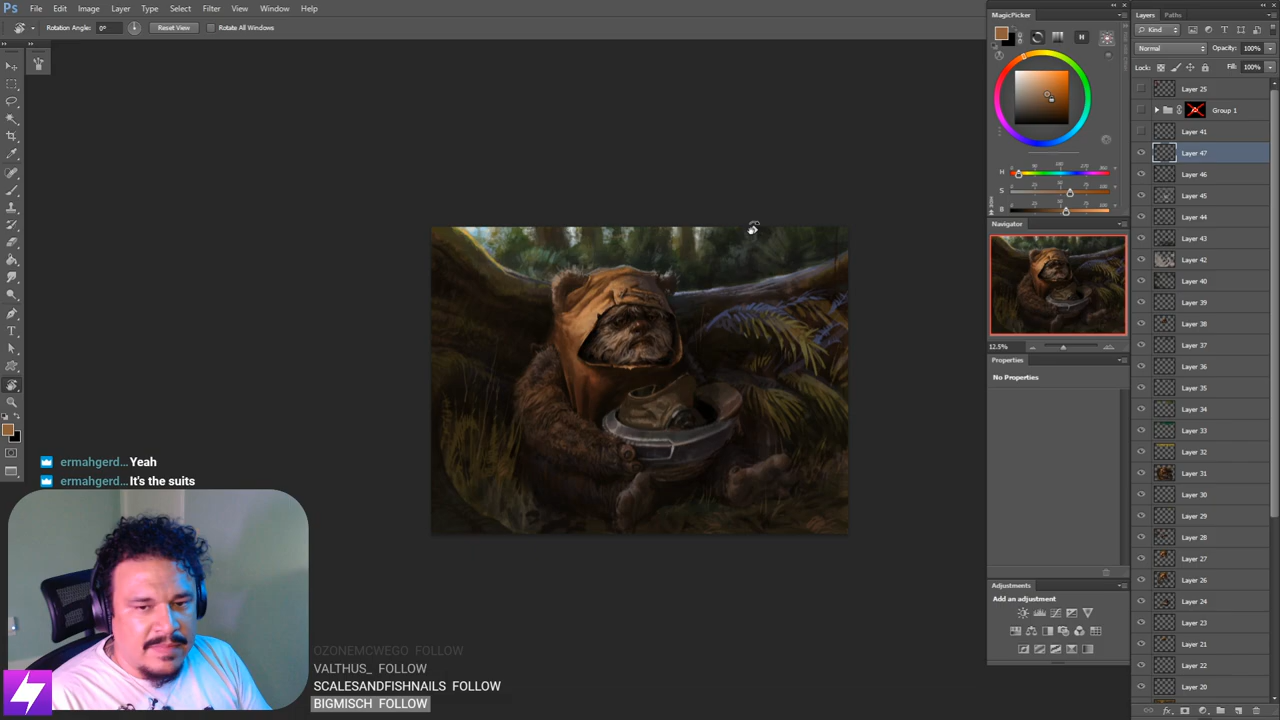 Ps File Edit Image Layer Type Select Filter View Window Help
Rotation Angle: 0° Reset View Rotate All Windows
MagicPicker
H
H
S
B
Navigator
12.5%
Properties
No Properties
Adjustments
Add an adjustment
Layers Paths
Kind
Normal Opacity: 100%
Lock: Fill: 100%
Layer 25
Group 1
Layer 41
Layer 47
Layer 46
Layer 45
Layer 44
Layer 43
Layer 42
Layer 40
Layer 39
Layer 38
Layer 37
Layer 36
Layer 35
Layer 34
Layer 33
Layer 32
Layer 31
Layer 30
Layer 29
Layer 28
Layer 27
Layer 26
Layer 24
Layer 23
Layer 21
Layer 22
Layer 20
ermahgerd... Yeah
ermahgerd... It's the suits
OZONEMCWEGO FOLLOW
VALTHUS_ FOLLOW
SCALESANDFISHNAILS FOLLOW
BIGMISCH FOLLOW